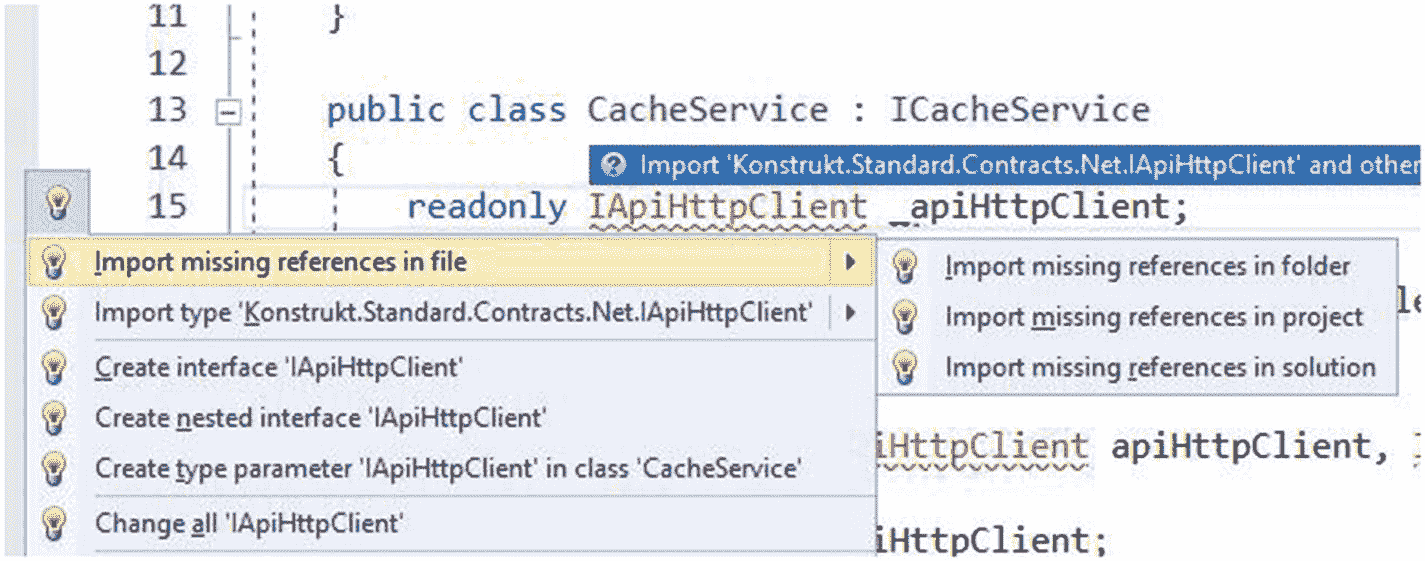 11 }
12
13 public class CacheService : ICacheService
14 {
Import 'Konstrukt.Standard.Contracts.Net.IApiHttpClient' and other
15 readonly IApiHttpClient _apiHttpClient;
Import missing references in file
Import type 'Konstrukt.Standard.Contracts.Net.IApiHttpClient'
Create interface 'IApiHttpClient'
Create nested interface 'IApiHttpClient'
Create type parameter 'IApiHttpClient' in class 'CacheService'
Change all 'IApiHttpClient'
Import missing references in folder
Import missing references in project
Import missing references in solution
iHttpClient apiHttpClient,
iHttpClient;